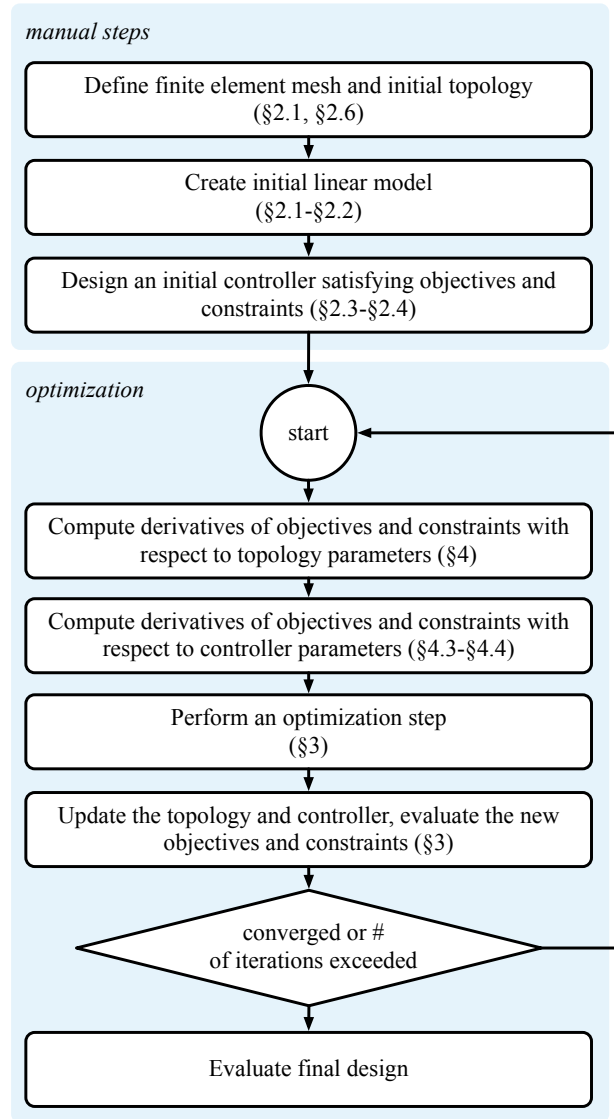 manual steps
Define finite element mesh and initial topology
(§2.1, §2.6)
Create initial linear model
(§2.1-§2.2)
Design an initial controller satisfying objectives and
constraints (§2.3-§2.4)
optimization
start
Compute derivatives of objectives and constraints with
respect to topology parameters (§4)
Compute derivatives of objectives and constraints with
respect to controller parameters (§4.3-§4.4)
Perform an optimization step
(§3)
Update the topology and controller, evaluate the new
objectives and constraints (§3)
converged or #
of iterations exceeded
Evaluate final design